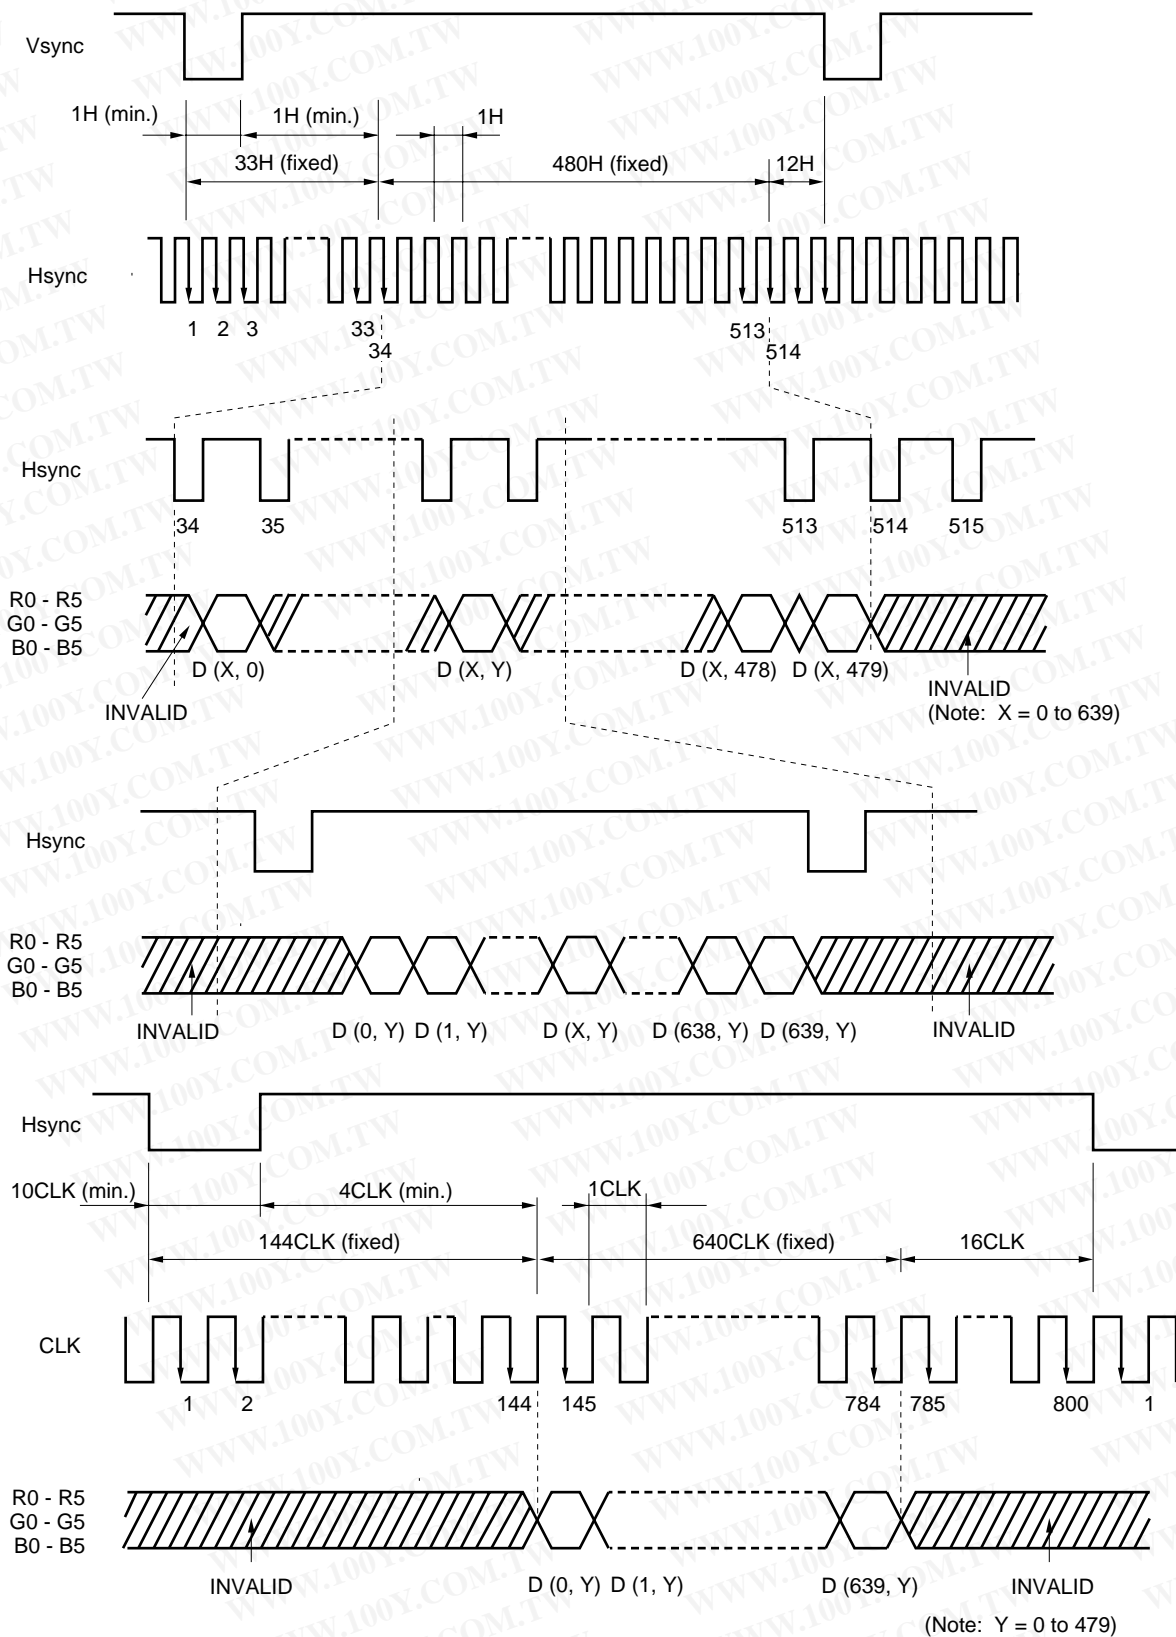 Vsync
1H (min.) 1H (min.) 1H
33H (fixed) 480H (fixed) 12H
Hsync
1 2 3 33 34 513 514
Hsync
34 35 513 514 515
R0 - R5
G0 - G5
B0 - B5
D (X, 0) D (X, Y) D (X, 478) D (X, 479)
INVALID INVALID
(Note: X = 0 to 639)
Hsync
R0 - R5
G0 - G5
B0 - B5
INVALID D (0, Y) D (1, Y) D (X, Y) D (638, Y) D (639, Y) INVALID
Hsync
10CLK (min.) 4CLK (min.) 1CLK
144CLK (fixed) 640CLK (fixed) 16CLK
CLK
1 2 144 145 784 785 800 1
R0 - R5
G0 - G5
B0 - B5
INVALID D (0, Y) D (1, Y) D (639, Y) INVALID
(Note: Y = 0 to 479)
WWW.100Y.COM.TW